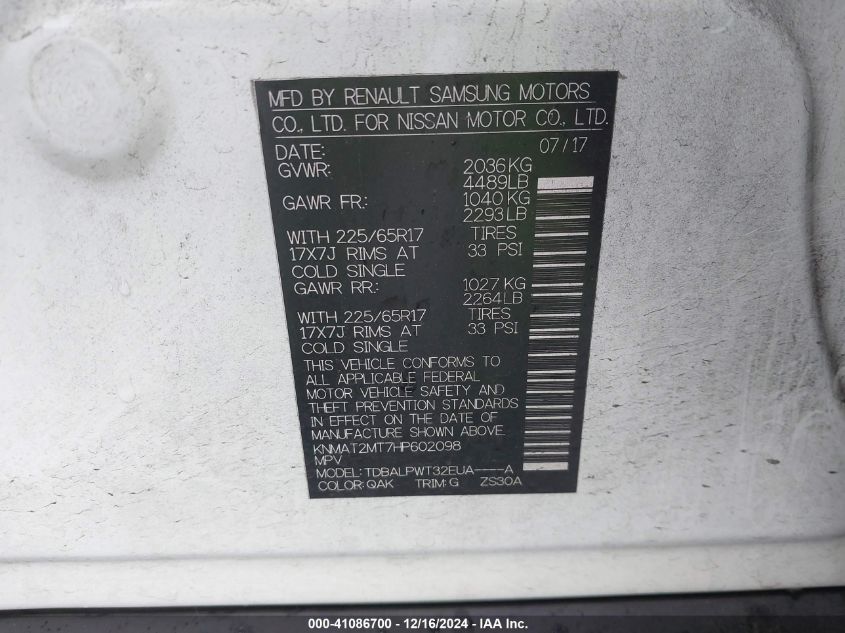 MFD BY RENAULT SAMSUNG MOTORS
CO., LTD. FOR NISSAN MOTOR CO., LTD.
DATE: 07/17
GVWR: 2036KG
4489LB
GAWR FR: 1040KG
2293LB
WITH 225/65R17 TIRES
17X7J RIMS AT 33 PSI
COLD SINGLE
GAWR RR: 1027 KG
2264LB
WITH 225/65R17 TIRES
17X7J RIMS AT 33 PSI
COLD SINGLE
THIS VEHICLE CONFORMS TO
ALL APPLICABLE FEDERAL
MOTOR VEHICLE SAFETY AND
THEFT PREVENTION STANDARDS
IN EFFECT ON THE DATE OF
MANUFACTURE SHOWN ABOVE.
KNMAT2MT7HP602098
MPV
MODEL: TDBALPWT32EUA----A
COLOR: QAK TRIM: G ZS30A
000-41086700 - 12/16/2024 - IAA Inc.